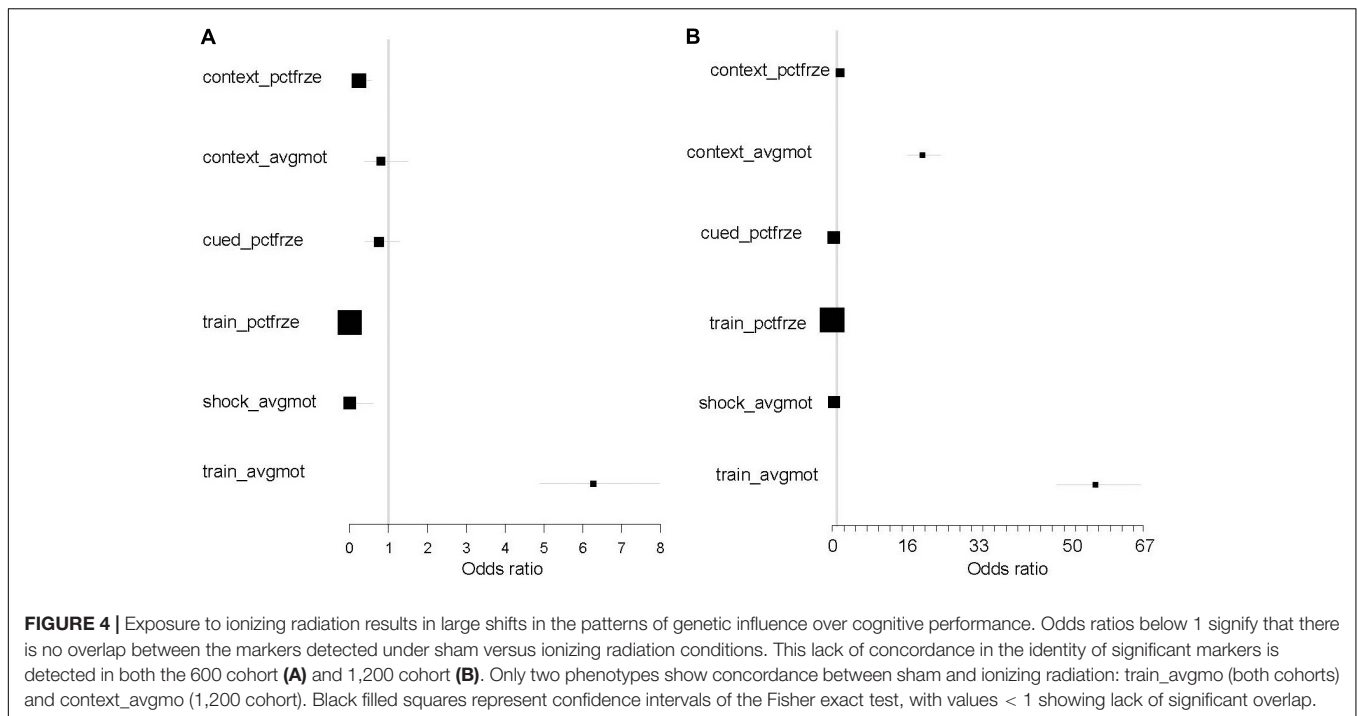 A
context_pctfrze
context_avgmot
cued_pctfrze
train_pctfrze
shock_avgmot
train_avgmot
0 1 2 3 4 5 6 7 8
Odds ratio
B
context_pctfrze
context_avgmot
cued_pctfrze
train_pctfrze
shock_avgmot
train_avgmot
0 16 33 50 67
Odds ratio
FIGURE 4 | Exposure to ionizing radiation results in large shifts in the patterns of genetic influence over cognitive performance. Odds ratios below 1 signify that there
is no overlap between the markers detected under sham versus ionizing radiation conditions. This lack of concordance in the identity of significant markers is
detected in both the 600 cohort (A) and 1,200 cohort (B). Only two phenotypes show concordance between sham and ionizing radiation: train_avgmo (both cohorts)
and context_avgmo (1,200 cohort). Black filled squares represent confidence intervals of the Fisher exact test, with values < 1 showing lack of significant overlap.